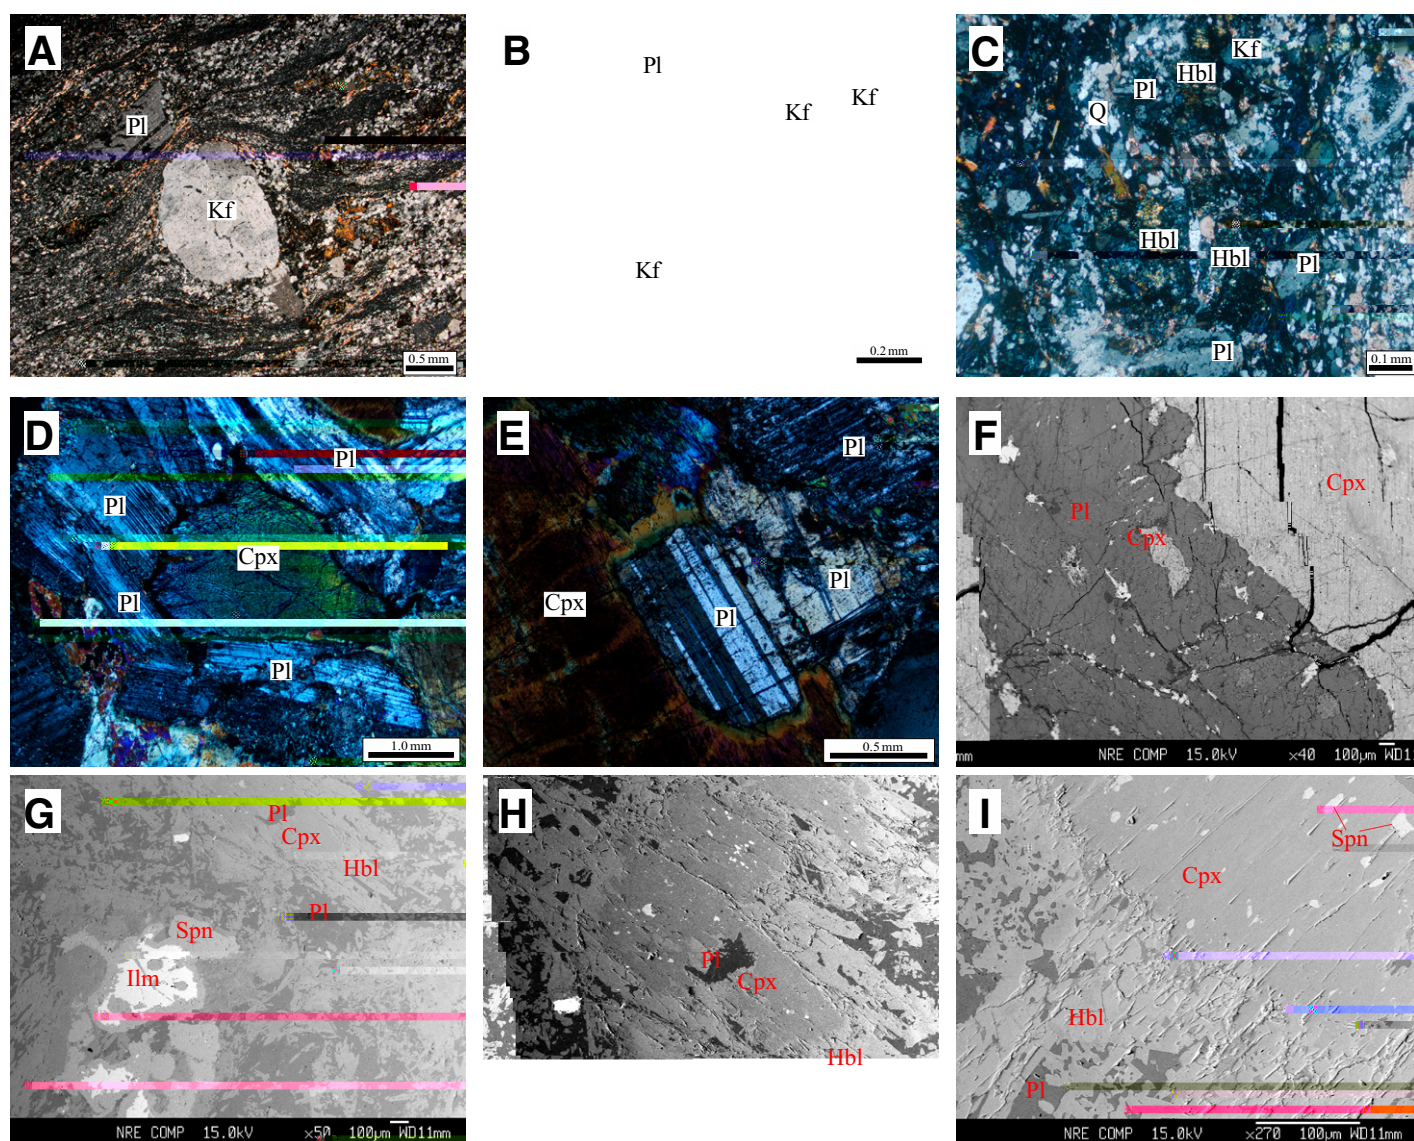 A
Pl
Kf
0.5 mm
B
Pl
Kf
Kf
Kf
0.2 mm
C
Kf
Hbl
Pl
Q
Hbl
Hbl
Pl
Pl
0.1 mm
D
Pl
Pl
Cpx
Pl
Pl
1.0 mm
E
Pl
Pl
Cpx
Pl
0.5 mm
F
Cpx
Pl
Cpx
mm NRE COMP 15.0kV ×40 100µm WD1
G
Pl
Cpx
Hbl
Pl
Spn
Ilm
NRE COMP 15.0kV ×50 100µm WD11mm
H
Pl
Cpx
Hbl
I
Spn
Cpx
Hbl
Pl
NRE COMP 15.0kV ×270 100µm WD11mm